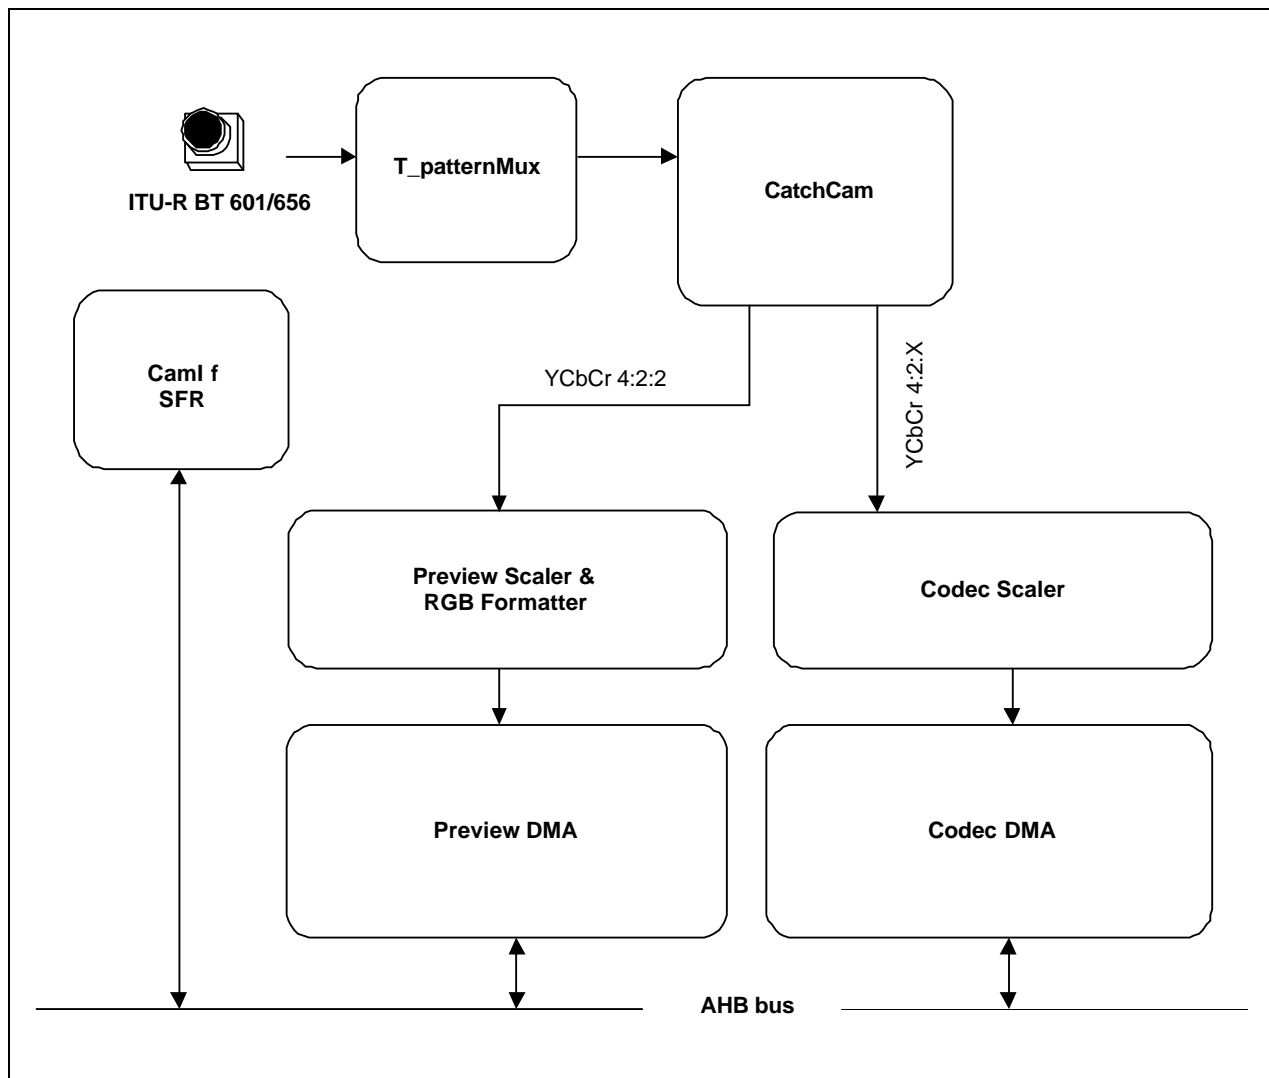 T_patternMux
CatchCam
ITU-R BT 601/656
CamI f
SFR
YCbCr 4:2:2
YCbCr 4:2:X
Preview Scaler &
RGB Formatter
Codec Scaler
Preview DMA
Codec DMA
AHB bus